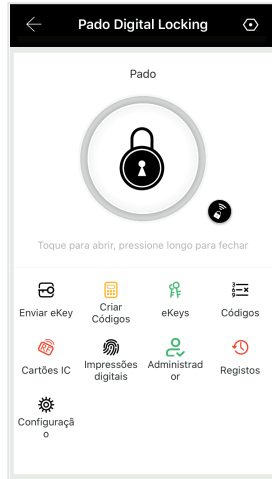 Pado Digital Locking
Pado
Toque para abrir, pressione longo para fechar
Enviar eKey
Criar
Códigos
eKeys
Códigos
Cartões IC
Impressões
digitais
Administrad
or
Registos
Configuraçã
o